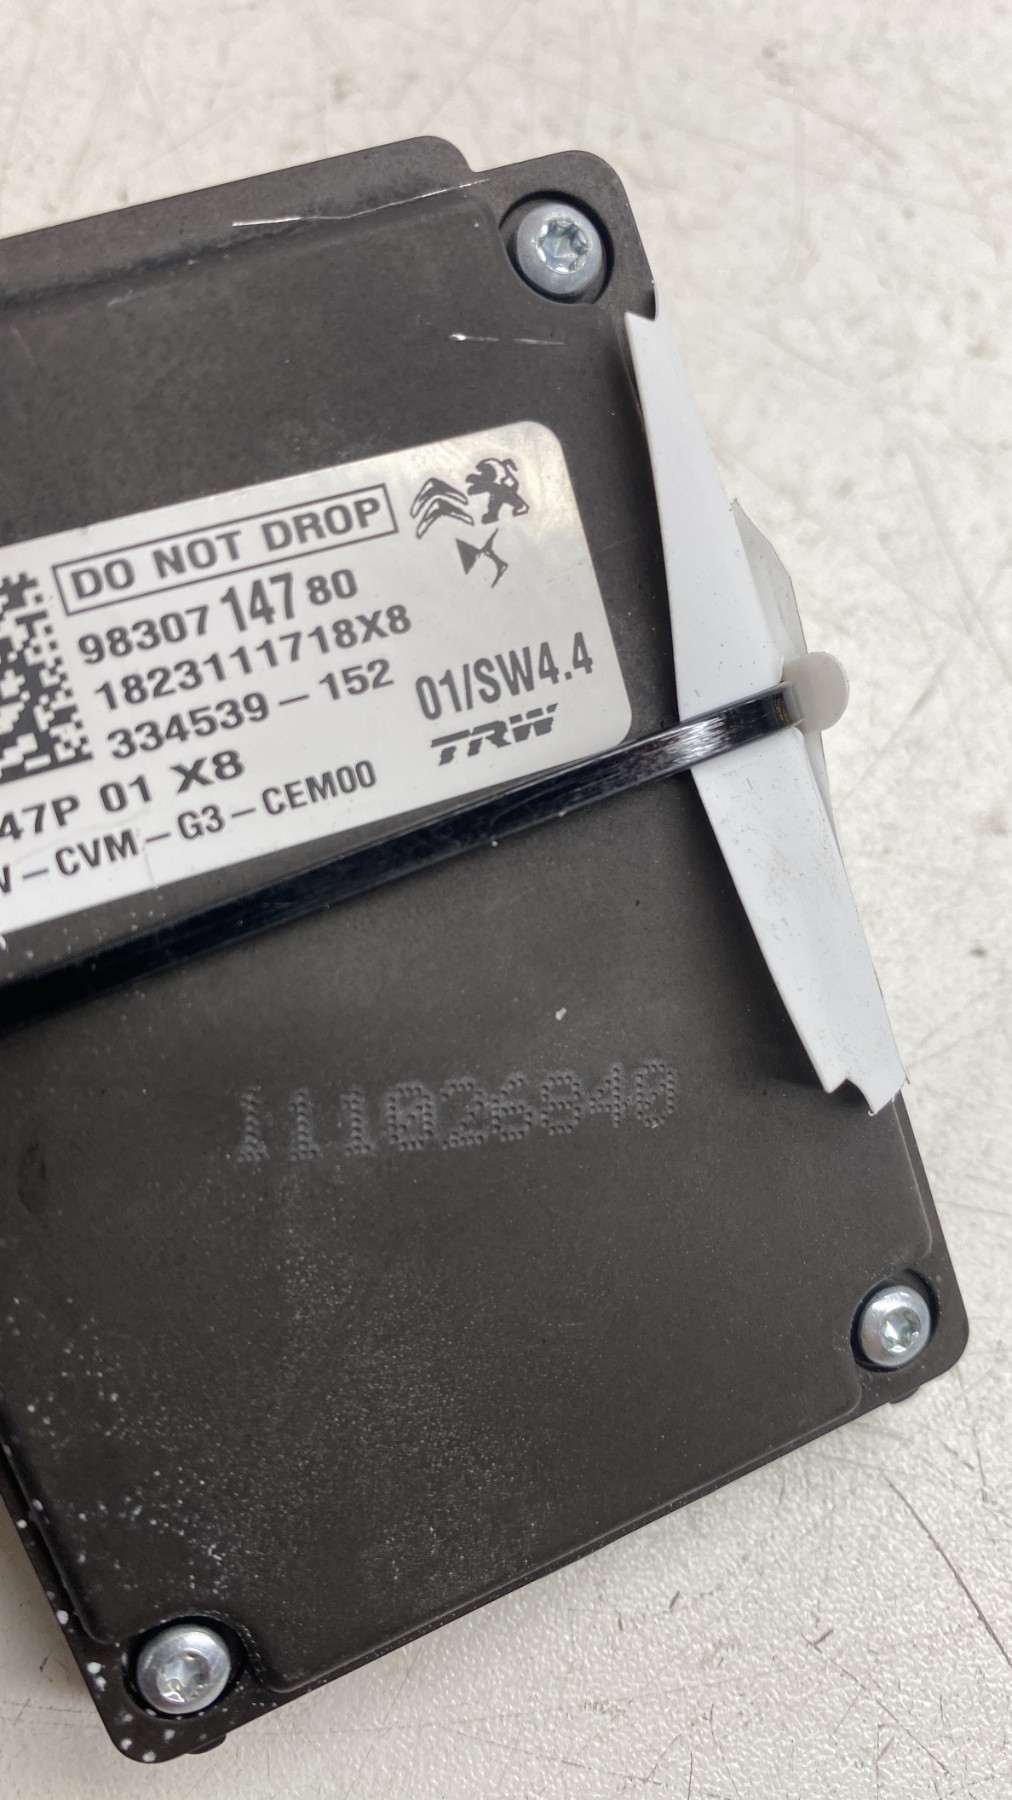 DO NOT DROP
98307 147 80
1823111718X8
334539-152
01/SW4.4
TRW
47P 01 X8
-CVM-G3-CEM00
111026840